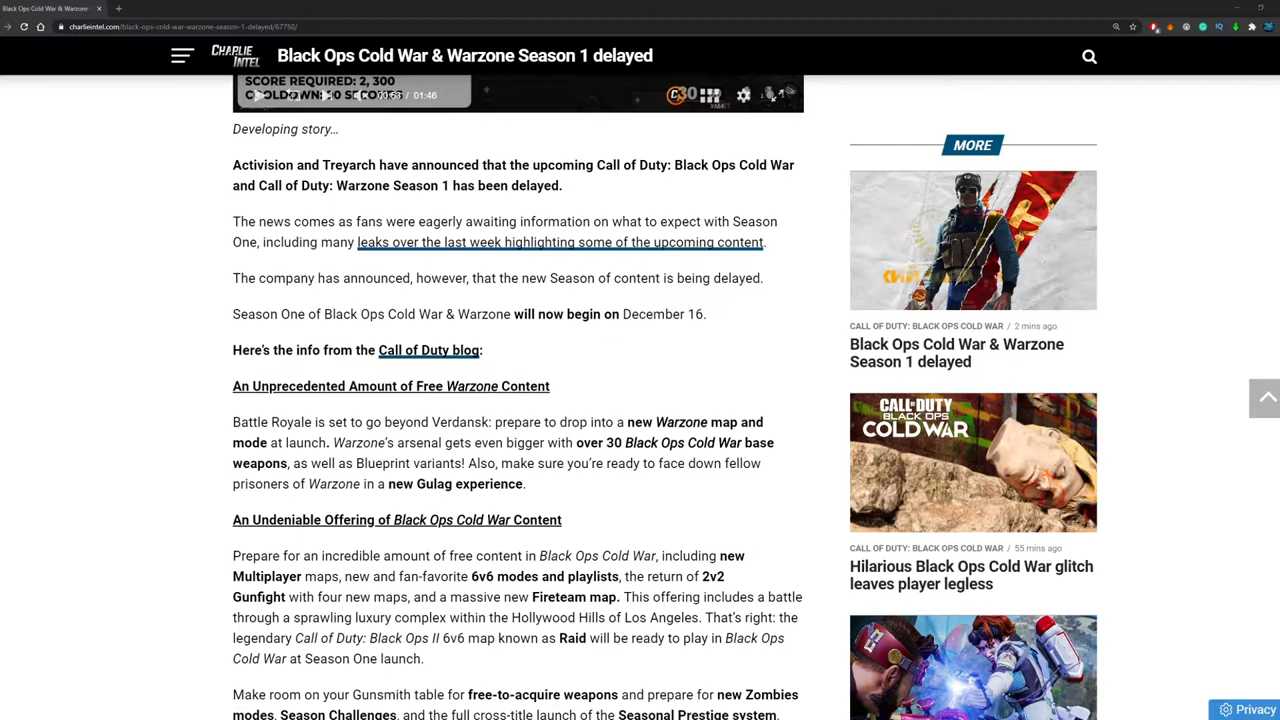 Black Ops Cold War & Warzone
charlieintel.com/black-ops-cold-war-warzone-season-1-delayed/67750/
CHARLIE
INTEL
Black Ops Cold War & Warzone Season 1 delayed
SCORE REQUIRED: 2, 300
01:46
Developing story…
Activision and Treyarch have announced that the upcoming Call of Duty: Black Ops Cold War
and Call of Duty: Warzone Season 1 has been delayed.
The news comes as fans were eagerly awaiting information on what to expect with Season
One, including many leaks over the last week highlighting some of the upcoming content.
The company has announced, however, that the new Season of content is being delayed.
Season One of Black Ops Cold War & Warzone will now begin on December 16.
Here’s the info from the Call of Duty blog:
An Unprecedented Amount of Free Warzone Content
Battle Royale is set to go beyond Verdansk: prepare to drop into a new Warzone map and
mode at launch. Warzone’s arsenal gets even bigger with over 30 Black Ops Cold War base
weapons, as well as Blueprint variants! Also, make sure you’re ready to face down fellow
prisoners of Warzone in a new Gulag experience.
An Undeniable Offering of Black Ops Cold War Content
Prepare for an incredible amount of free content in Black Ops Cold War, including new
Multiplayer maps, new and fan-favorite 6v6 modes and playlists, the return of 2v2
Gunfight with four new maps, and a massive new Fireteam map. This offering includes a battle
through a sprawling luxury complex within the Hollywood Hills of Los Angeles. That’s right: the
legendary Call of Duty: Black Ops II 6v6 map known as Raid will be ready to play in Black Ops
Cold War at Season One launch.
Make room on your Gunsmith table for free-to-acquire weapons and prepare for new Zombies
modes, Season Challenges, and the full cross-title launch of the Seasonal Prestige system.
MORE
CALL OF DUTY: BLACK OPS COLD WAR / 2 mins ago
Black Ops Cold War & Warzone
Season 1 delayed
CALL OF DUTY
BLACK OPS
COLD WAR
CALL OF DUTY: BLACK OPS COLD WAR / 55 mins ago
Hilarious Black Ops Cold War glitch
leaves player legless
Privacy